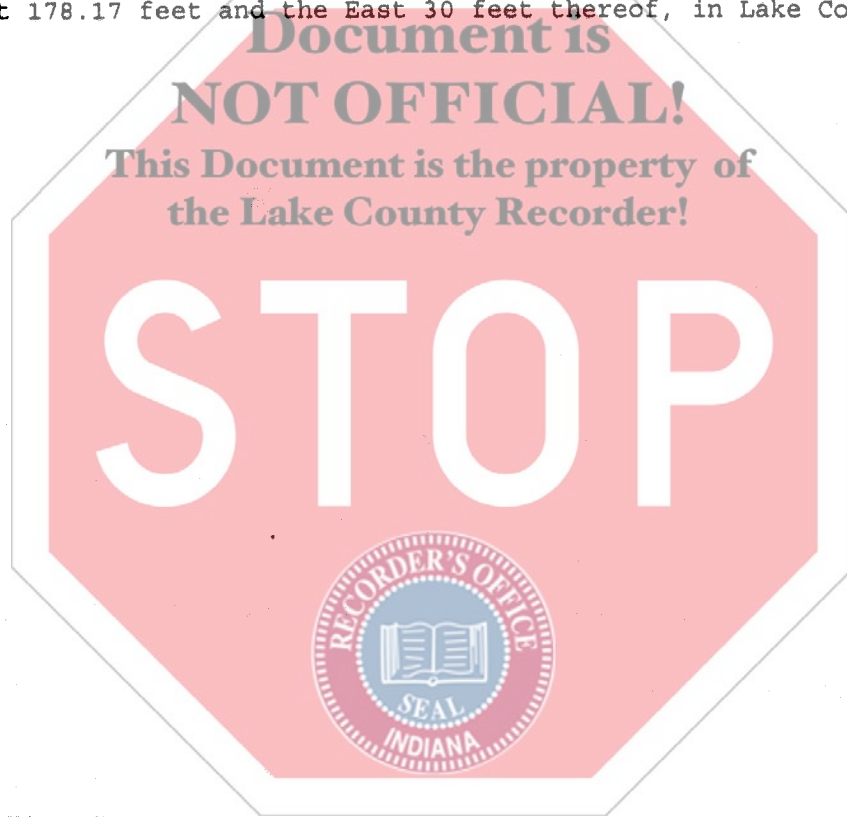 178.17 feet and the East 30 feet thereof, in Lake
Document is
NOT OFFICIAL!
This Document is the property of
the Lake County Recorder!
STOP
RECORDER'S OFFICE
SEAL
INDIANA